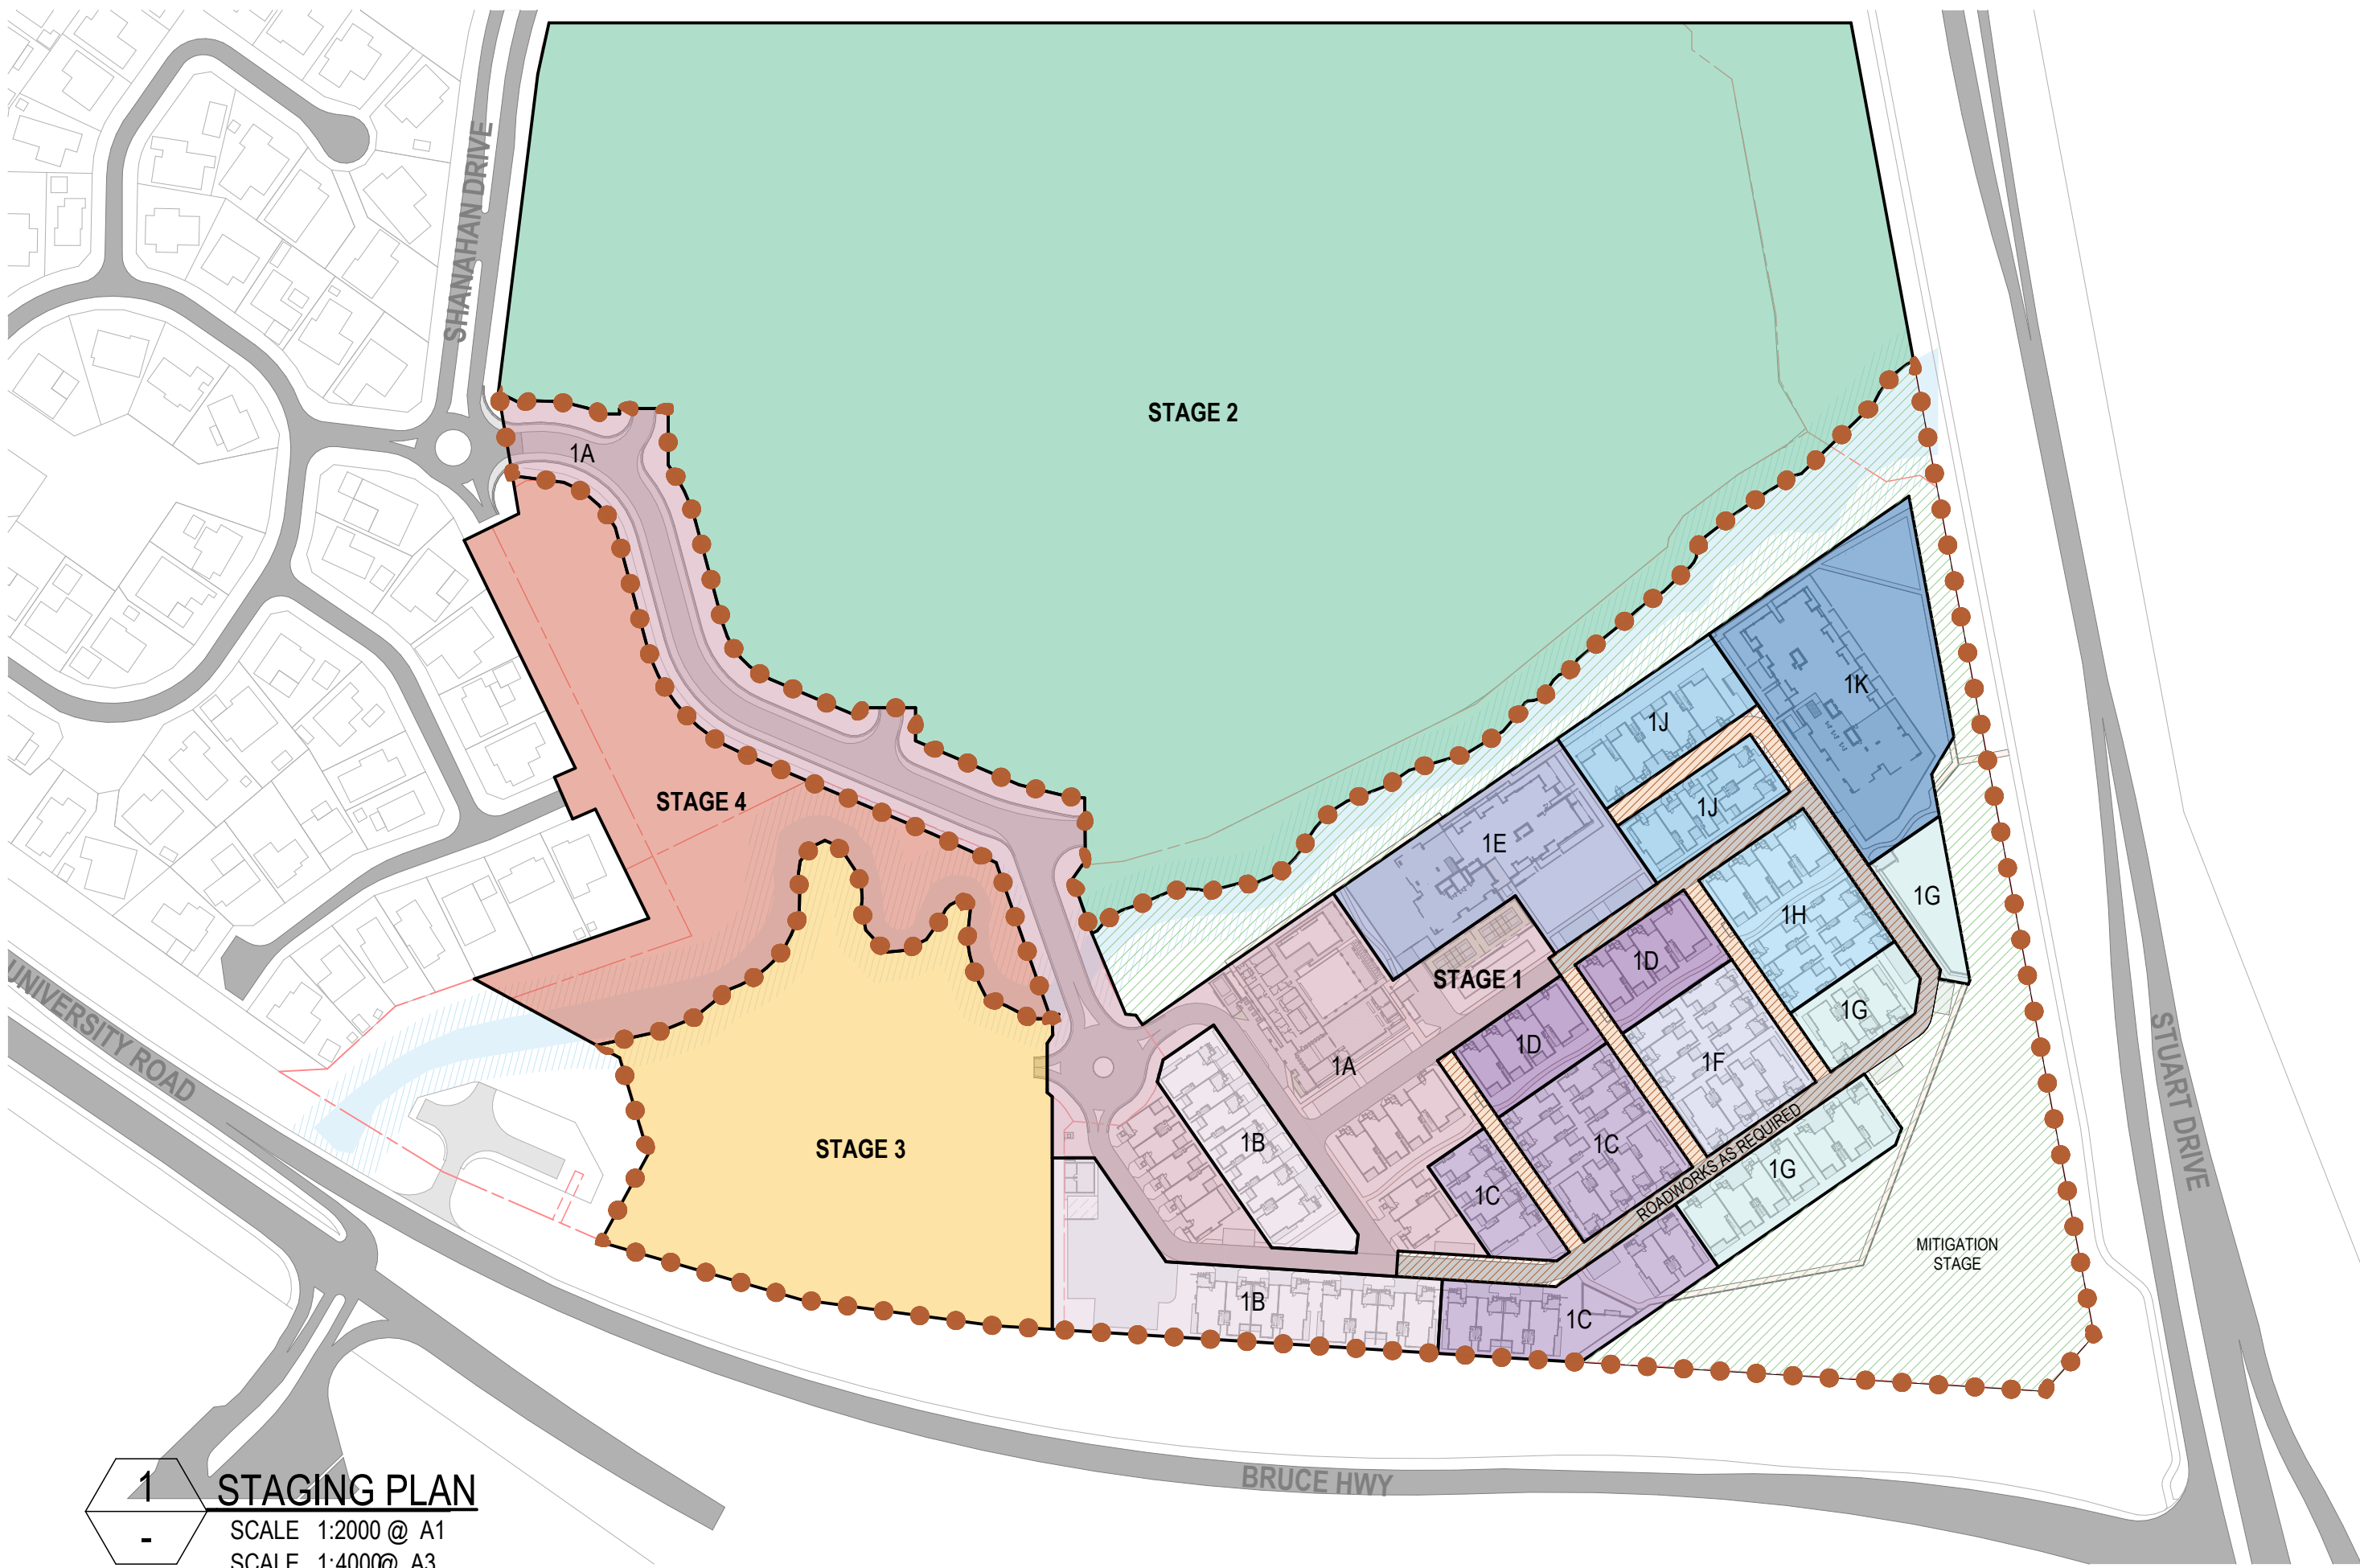 SHANAHAN DRIVE
STAGE 2
1A
1K
1J
STAGE 4
1J
1E
1G
1H
1D
STAGE 1
UNIVERSITY ROAD
1G
1D
1F
1A
STUART DRIVE
STAGE 3
1B
1C
ROADWORKS AS REQUIRED
1G
1C
MITIGATION
STAGE
1B
1C
BRUCE HWY
1
STAGING PLAN
-
SCALE 1:2000 @ A1
SCALE 1:4000@ A3